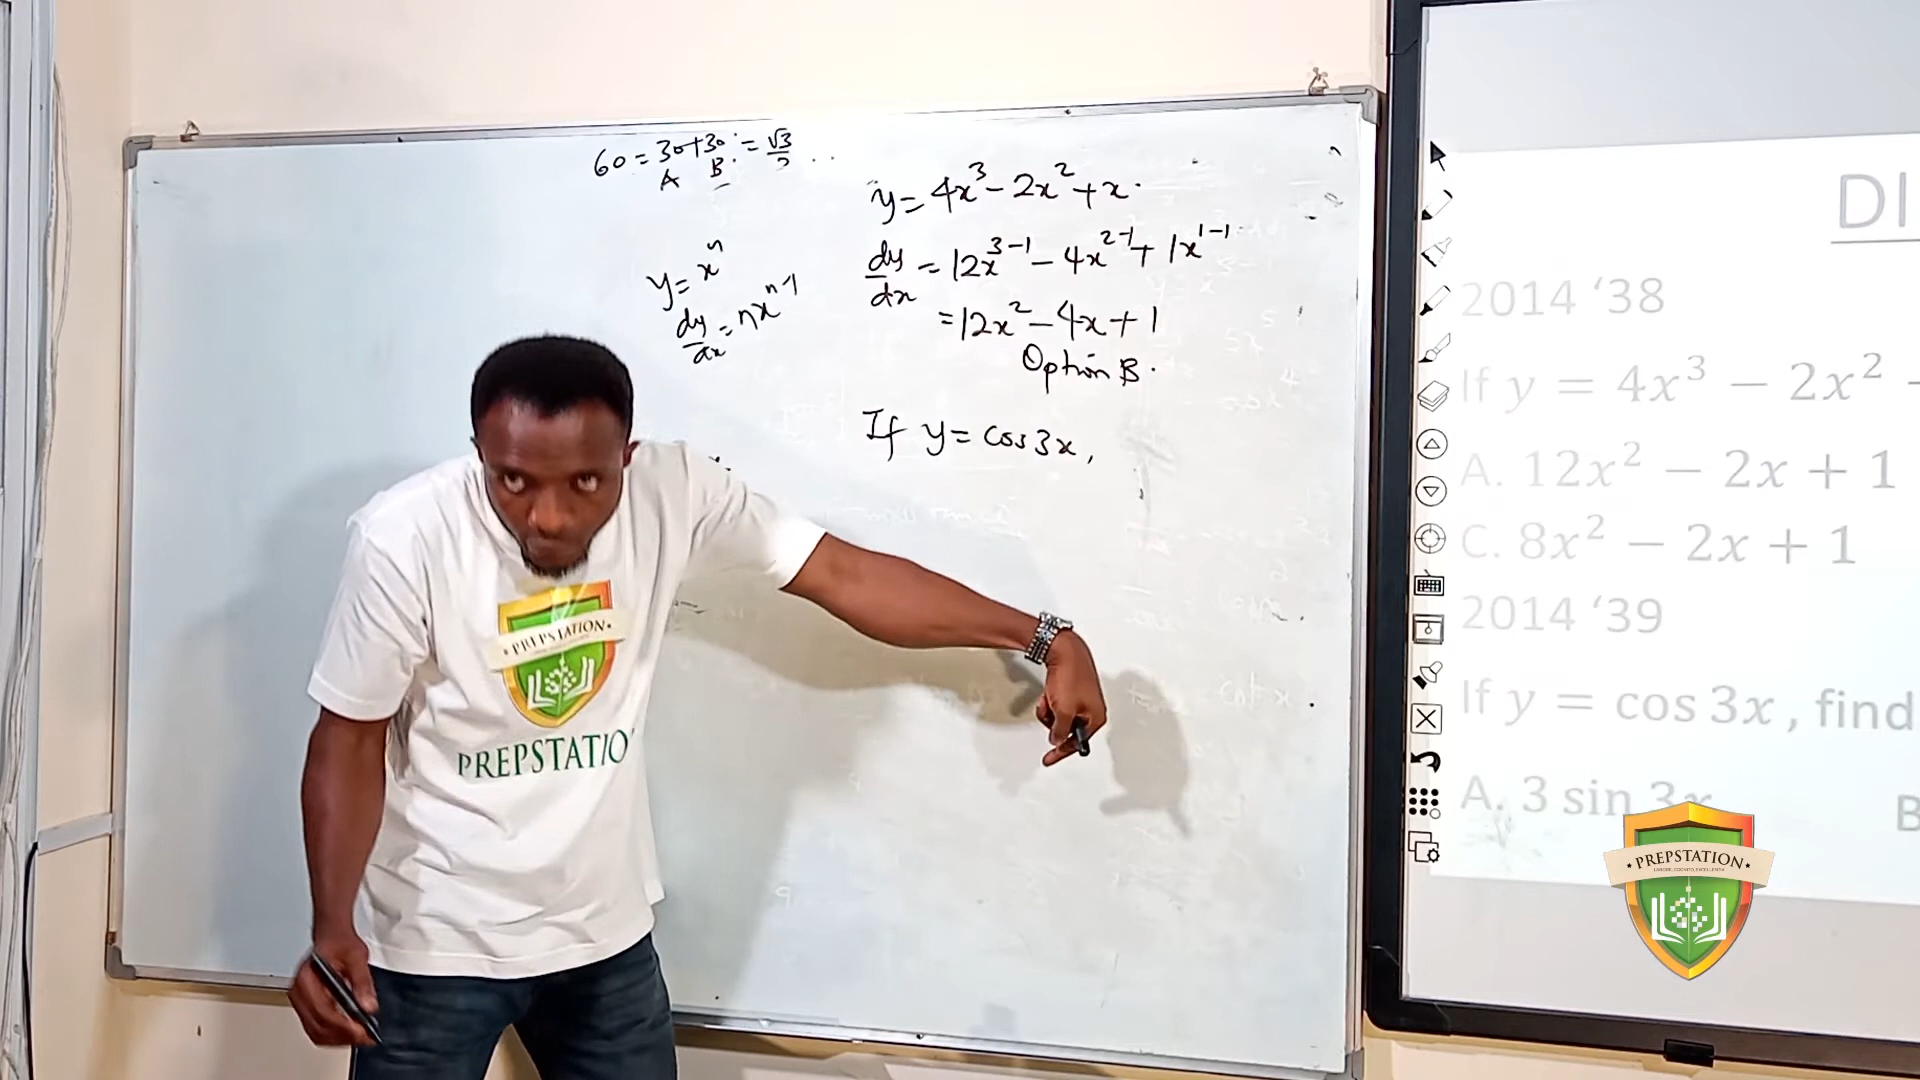 60 = 30+30 = √3/2
A B
y = xⁿ
dy/dx = nxⁿ⁻¹
y = 4x³ - 2x² + x
dy/dx = 12x³⁻¹ - 4x²⁻¹ + 1x¹⁻¹
= 12x² - 4x + 1
Option B.
If y = cos 3x,
PREPSTATION
PREPSTATIO
DI
2014 ‘38
If y = 4x³ − 2x²
A. 12x² − 2x + 1
C. 8x² − 2x + 1
2014 ‘39
If y = cos 3x , find
A. 3 sin 3x
B
PREPSTATION